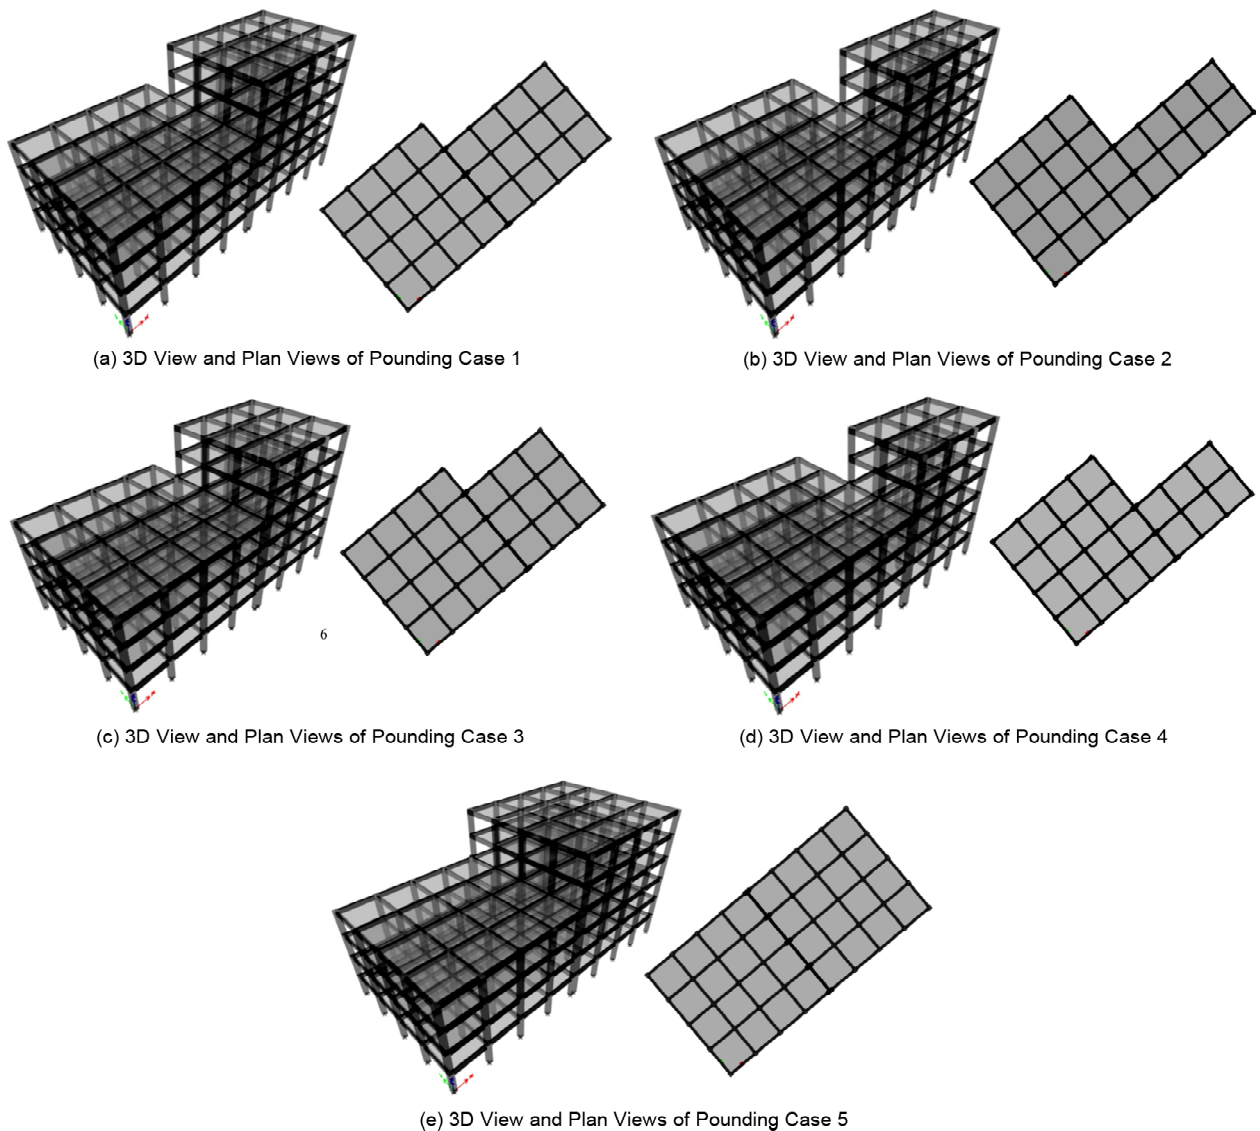 (a) 3D View and Plan Views of Pounding Case 1
(b) 3D View and Plan Views of Pounding Case 2
6
(c) 3D View and Plan Views of Pounding Case 3
(d) 3D View and Plan Views of Pounding Case 4
(e) 3D View and Plan Views of Pounding Case 5